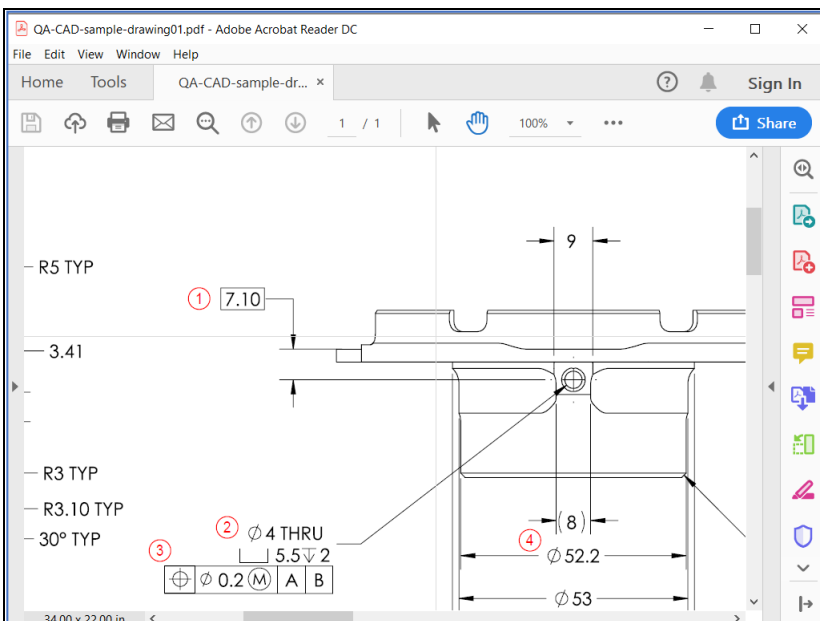 QA-CAD-sample-drawing01.pdf - Adobe Acrobat Reader DC
File Edit View Window Help
Home Tools QA-CAD-sample-dr... × Sign In
1 / 1 100% Share
9
R5 TYP
1 7.10
3.41
R3 TYP
R3.10 TYP
30° TYP
2 ∅ 4 THRU
⌴ 5.5 ↧ 2
3
⌖ ∅ 0.2 Ⓜ A B
(8)
4 ∅ 52.2
∅ 53
34.00 x 22.00 in